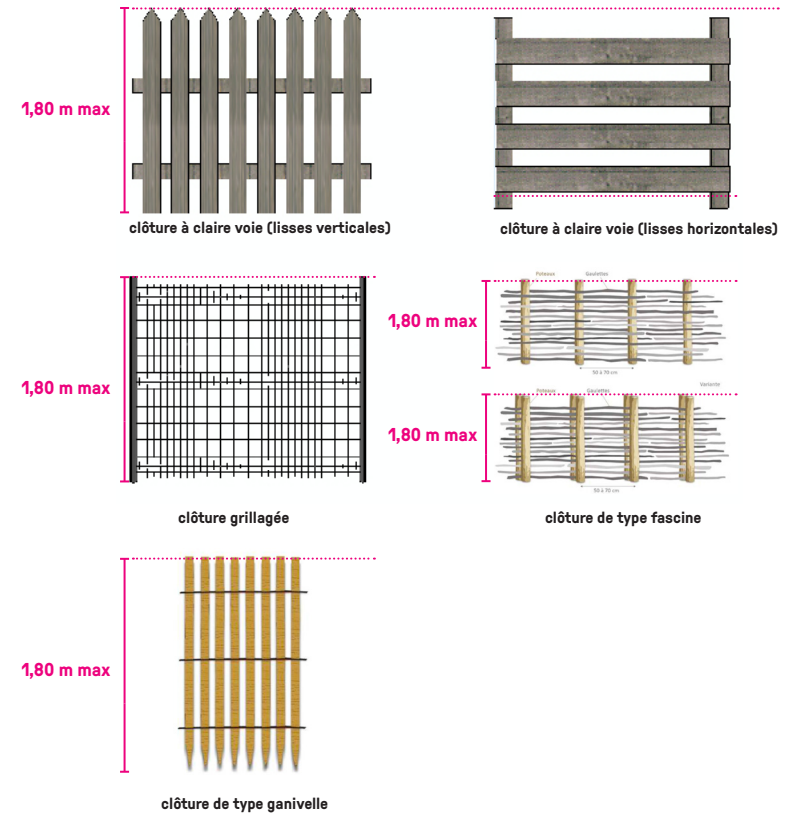 1,80 m max
clôture à claire voie (lisses verticales)
clôture à claire voie (lisses horizontales)
1,80 m max
clôture grillagée
Poteaux Gaulettes
1,80 m max
50 à 70 cm
Variante
Poteaux Gaulettes
1,80 m max
50 à 70 cm
clôture de type fascine
1,80 m max
clôture de type ganivelle